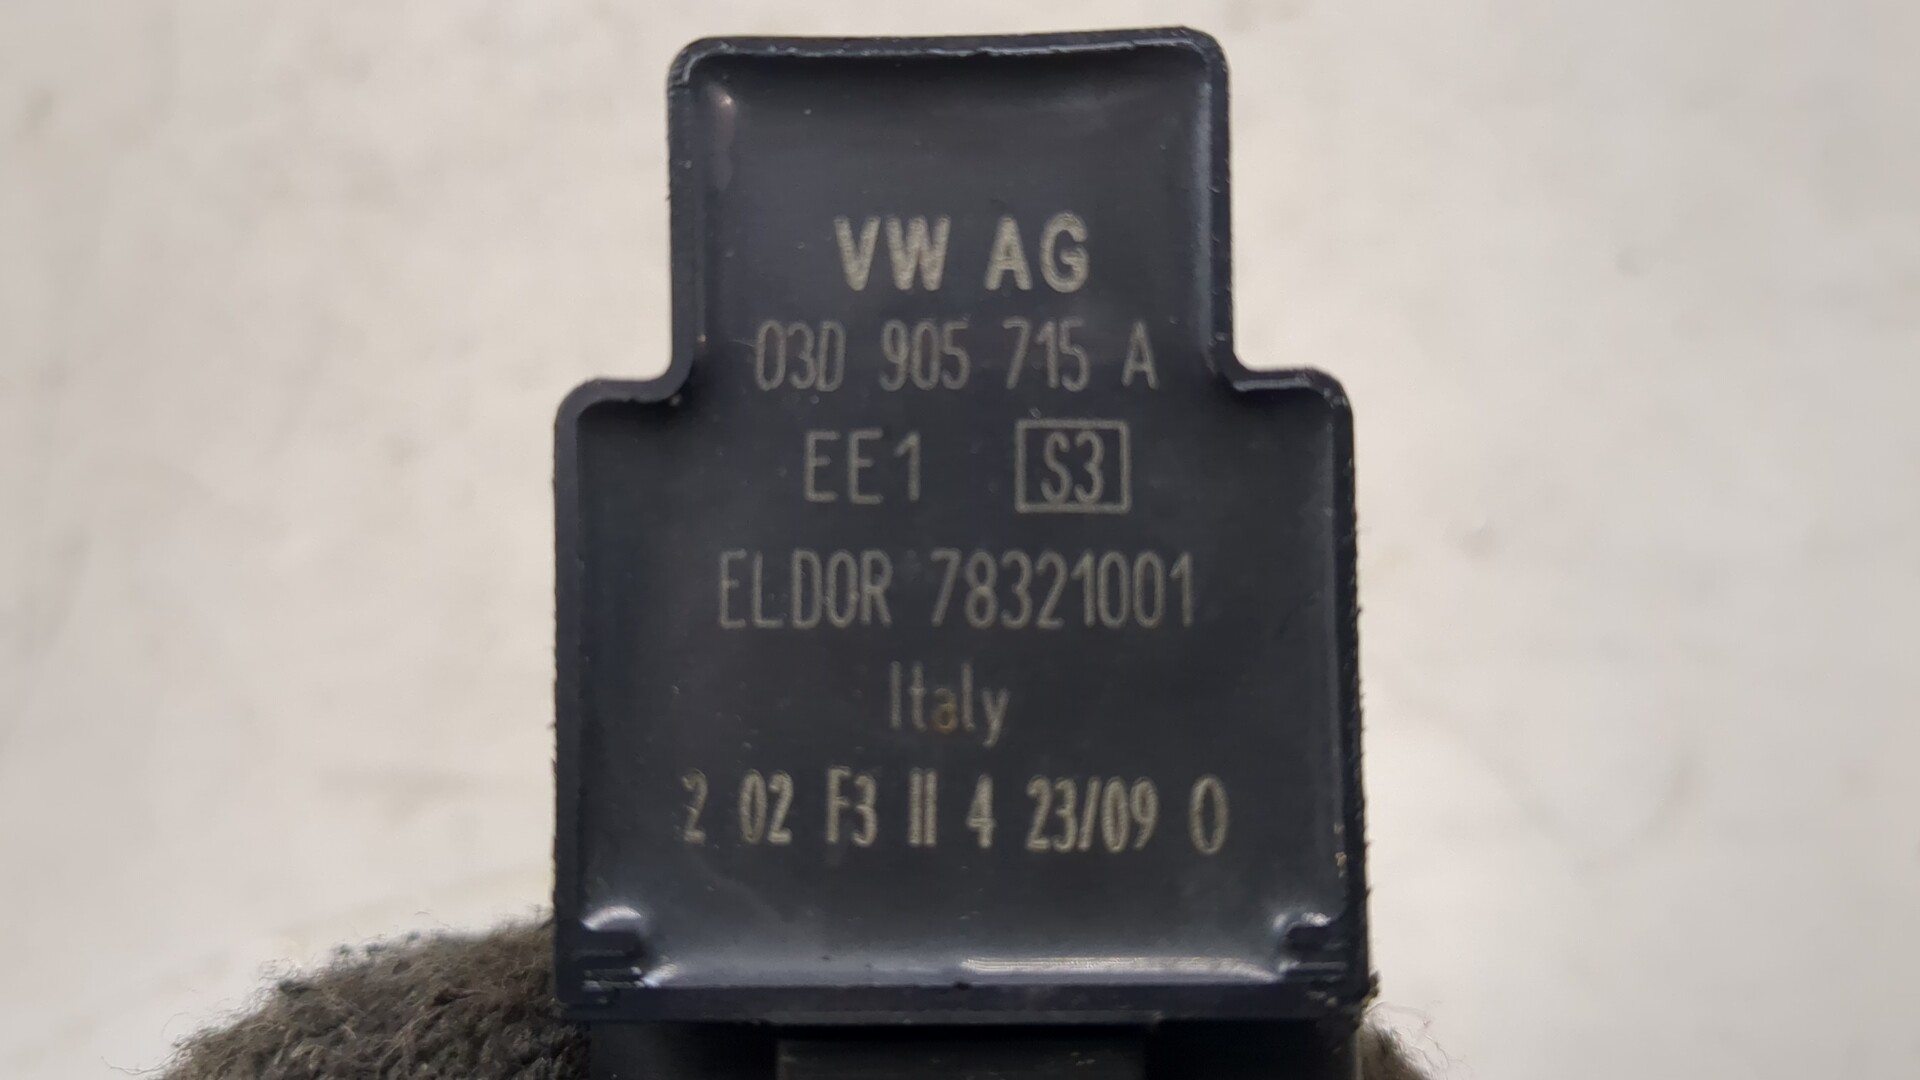 VW AG
03D 905 715 A
EE1 S3
ELDOR 78321001
Italy
2 02 F3 II 4 23/09 0